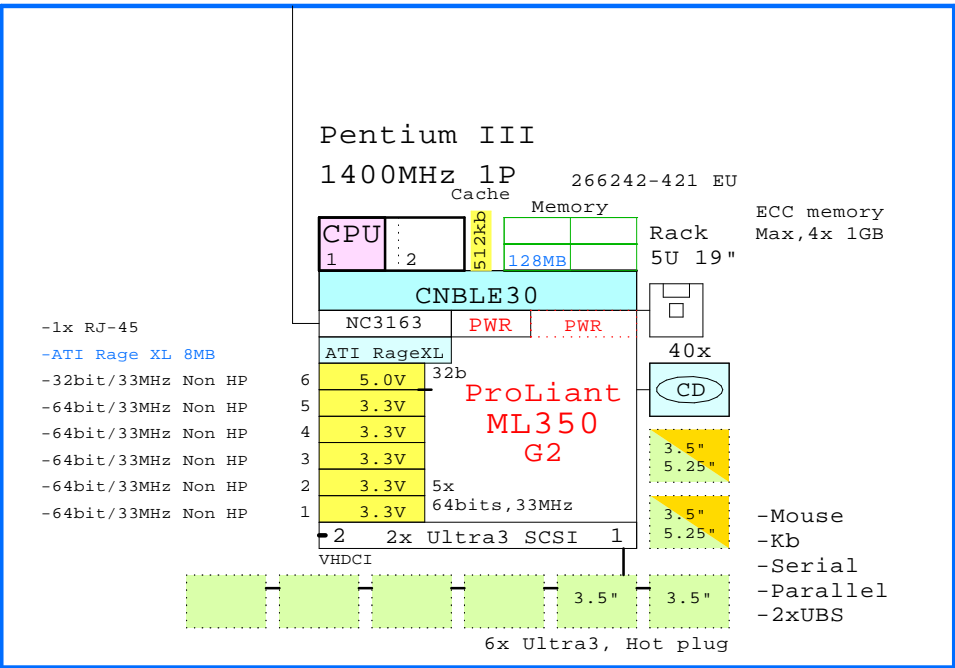 Pentium III
1400MHz 1P
266242-421 EU
Cache
Memory
ECC memory
Max,4x 1GB
CPU
1
2
512kb
128MB
Rack
5U 19"
CNBLE30
-1x RJ-45
NC3163
PWR
PWR
-ATI Rage XL 8MB
ATI RageXL
40x
-32bit/33MHz Non HP
6
5.0V
32b
CD
-64bit/33MHz Non HP
5
3.3V
ProLiant
ML350
G2
-64bit/33MHz Non HP
4
3.3V
-64bit/33MHz Non HP
3
3.3V
3.5"
5.25"
-64bit/33MHz Non HP
2
3.3V
5x
64bits,33MHz
-64bit/33MHz Non HP
1
3.3V
3.5"
5.25"
2
2x Ultra3 SCSI
1
VHDCI
-Mouse
-Kb
-Serial
-Parallel
-2xUBS
3.5"
3.5"
6x Ultra3, Hot plug